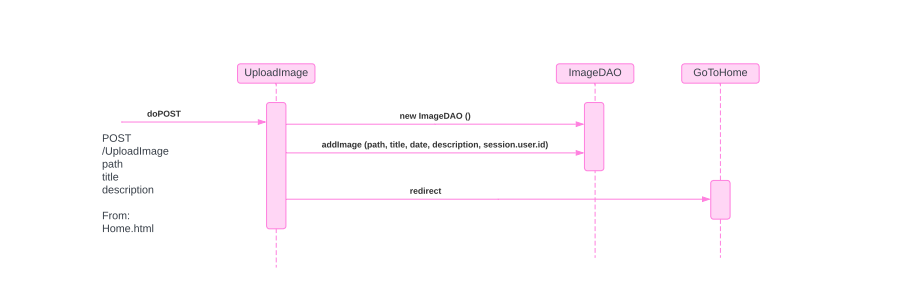 UploadImage
ImageDAO
GoToHome
doPOST
new ImageDAO ()
POST
/UploadImage
path
title
description
addImage (path, title, date, description, session.user.id)
redirect
From:
Home.html